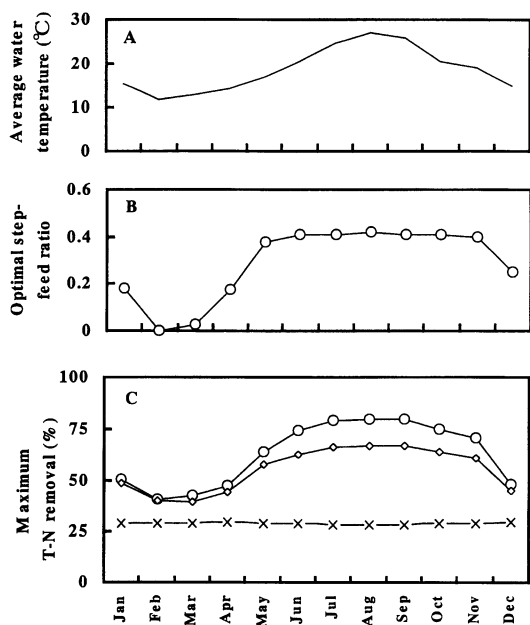 Average water
temperature (℃)
A
30
20
10
0
Optimal step-
feed ratio
B
0.6
0.4
0.2
0
Maximum
T-N removal (%)
C
100
75
50
25
0
Jan
Feb
Mar
Apr
May
Jun
Jul
Aug
Sep
Oct
Nov
Dec